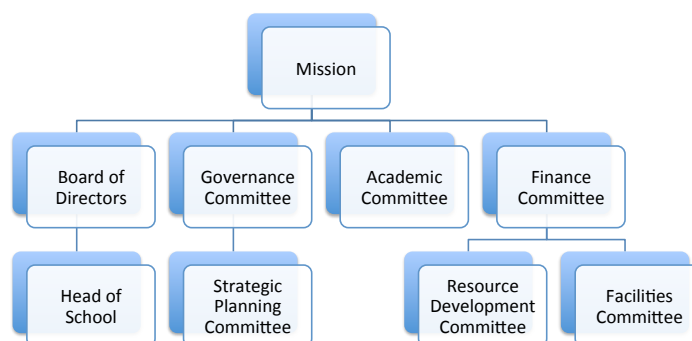 Mission
Board of
Directors
Governance
Committee
Academic
Committee
Finance
Committee
Head of
School
Strategic
Planning
Committee
Resource
Development
Committee
Facilities
Committee